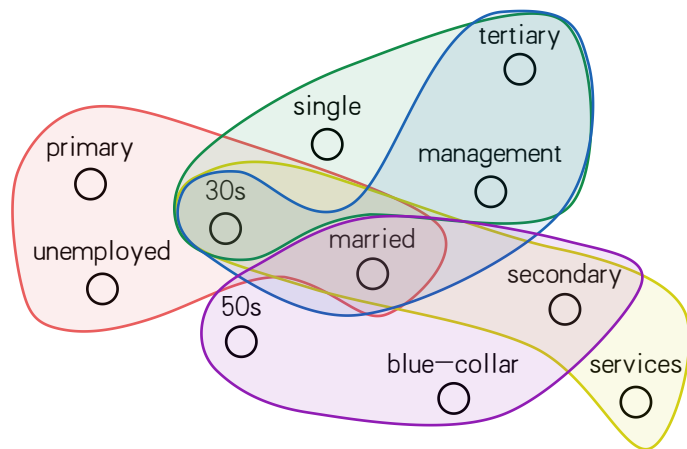 tertiary
single
primary
management
30s
unemployed
married
secondary
50s
blue-collar
services